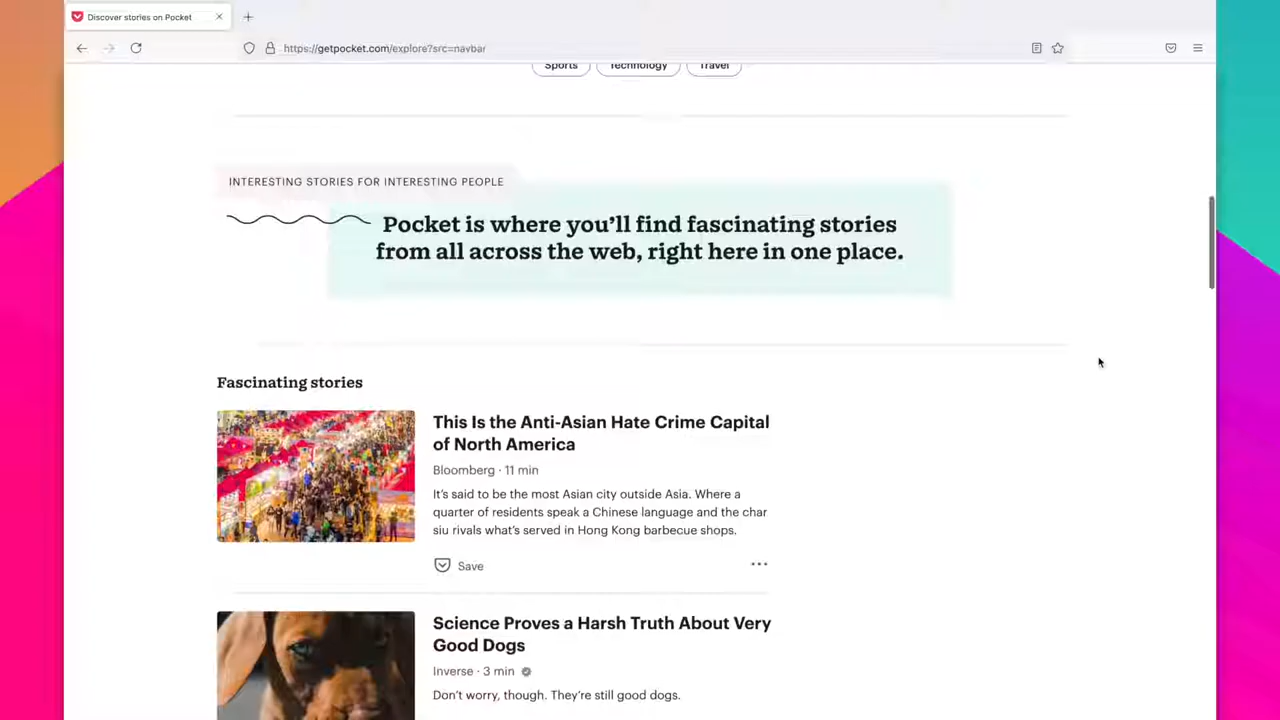 Discover stories on Pocket
https://getpocket.com/explore?src=navbar
Sports
Technology
Travel
INTERESTING STORIES FOR INTERESTING PEOPLE
Pocket is where you’ll find fascinating stories
from all across the web, right here in one place.
Fascinating stories
This Is the Anti-Asian Hate Crime Capital
of North America
Bloomberg · 11 min
It’s said to be the most Asian city outside Asia. Where a
quarter of residents speak a Chinese language and the char
siu rivals what’s served in Hong Kong barbecue shops.
Save
Science Proves a Harsh Truth About Very
Good Dogs
Inverse · 3 min
Don’t worry, though. They’re still good dogs.